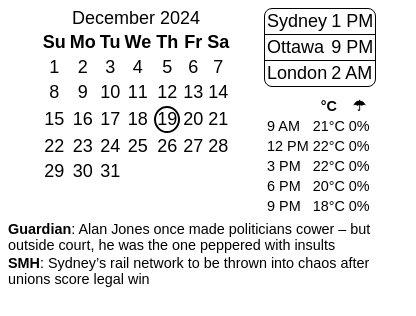 December 2024
Su Mo Tu We Th Fr Sa
1 2 3 4 5 6 7
8 9 10 11 12 13 14
15 16 17 18 19 20 21
22 23 24 25 26 27 28
29 30 31
Sydney 1 PM
Ottawa 9 PM
London 2 AM
°C ☂
9 AM 21°C 0%
12 PM 22°C 0%
3 PM 22°C 0%
6 PM 20°C 0%
9 PM 18°C 0%
Guardian: Alan Jones once made politicians cower – but
outside court, he was the one peppered with insults
SMH: Sydney’s rail network to be thrown into chaos after
unions score legal win